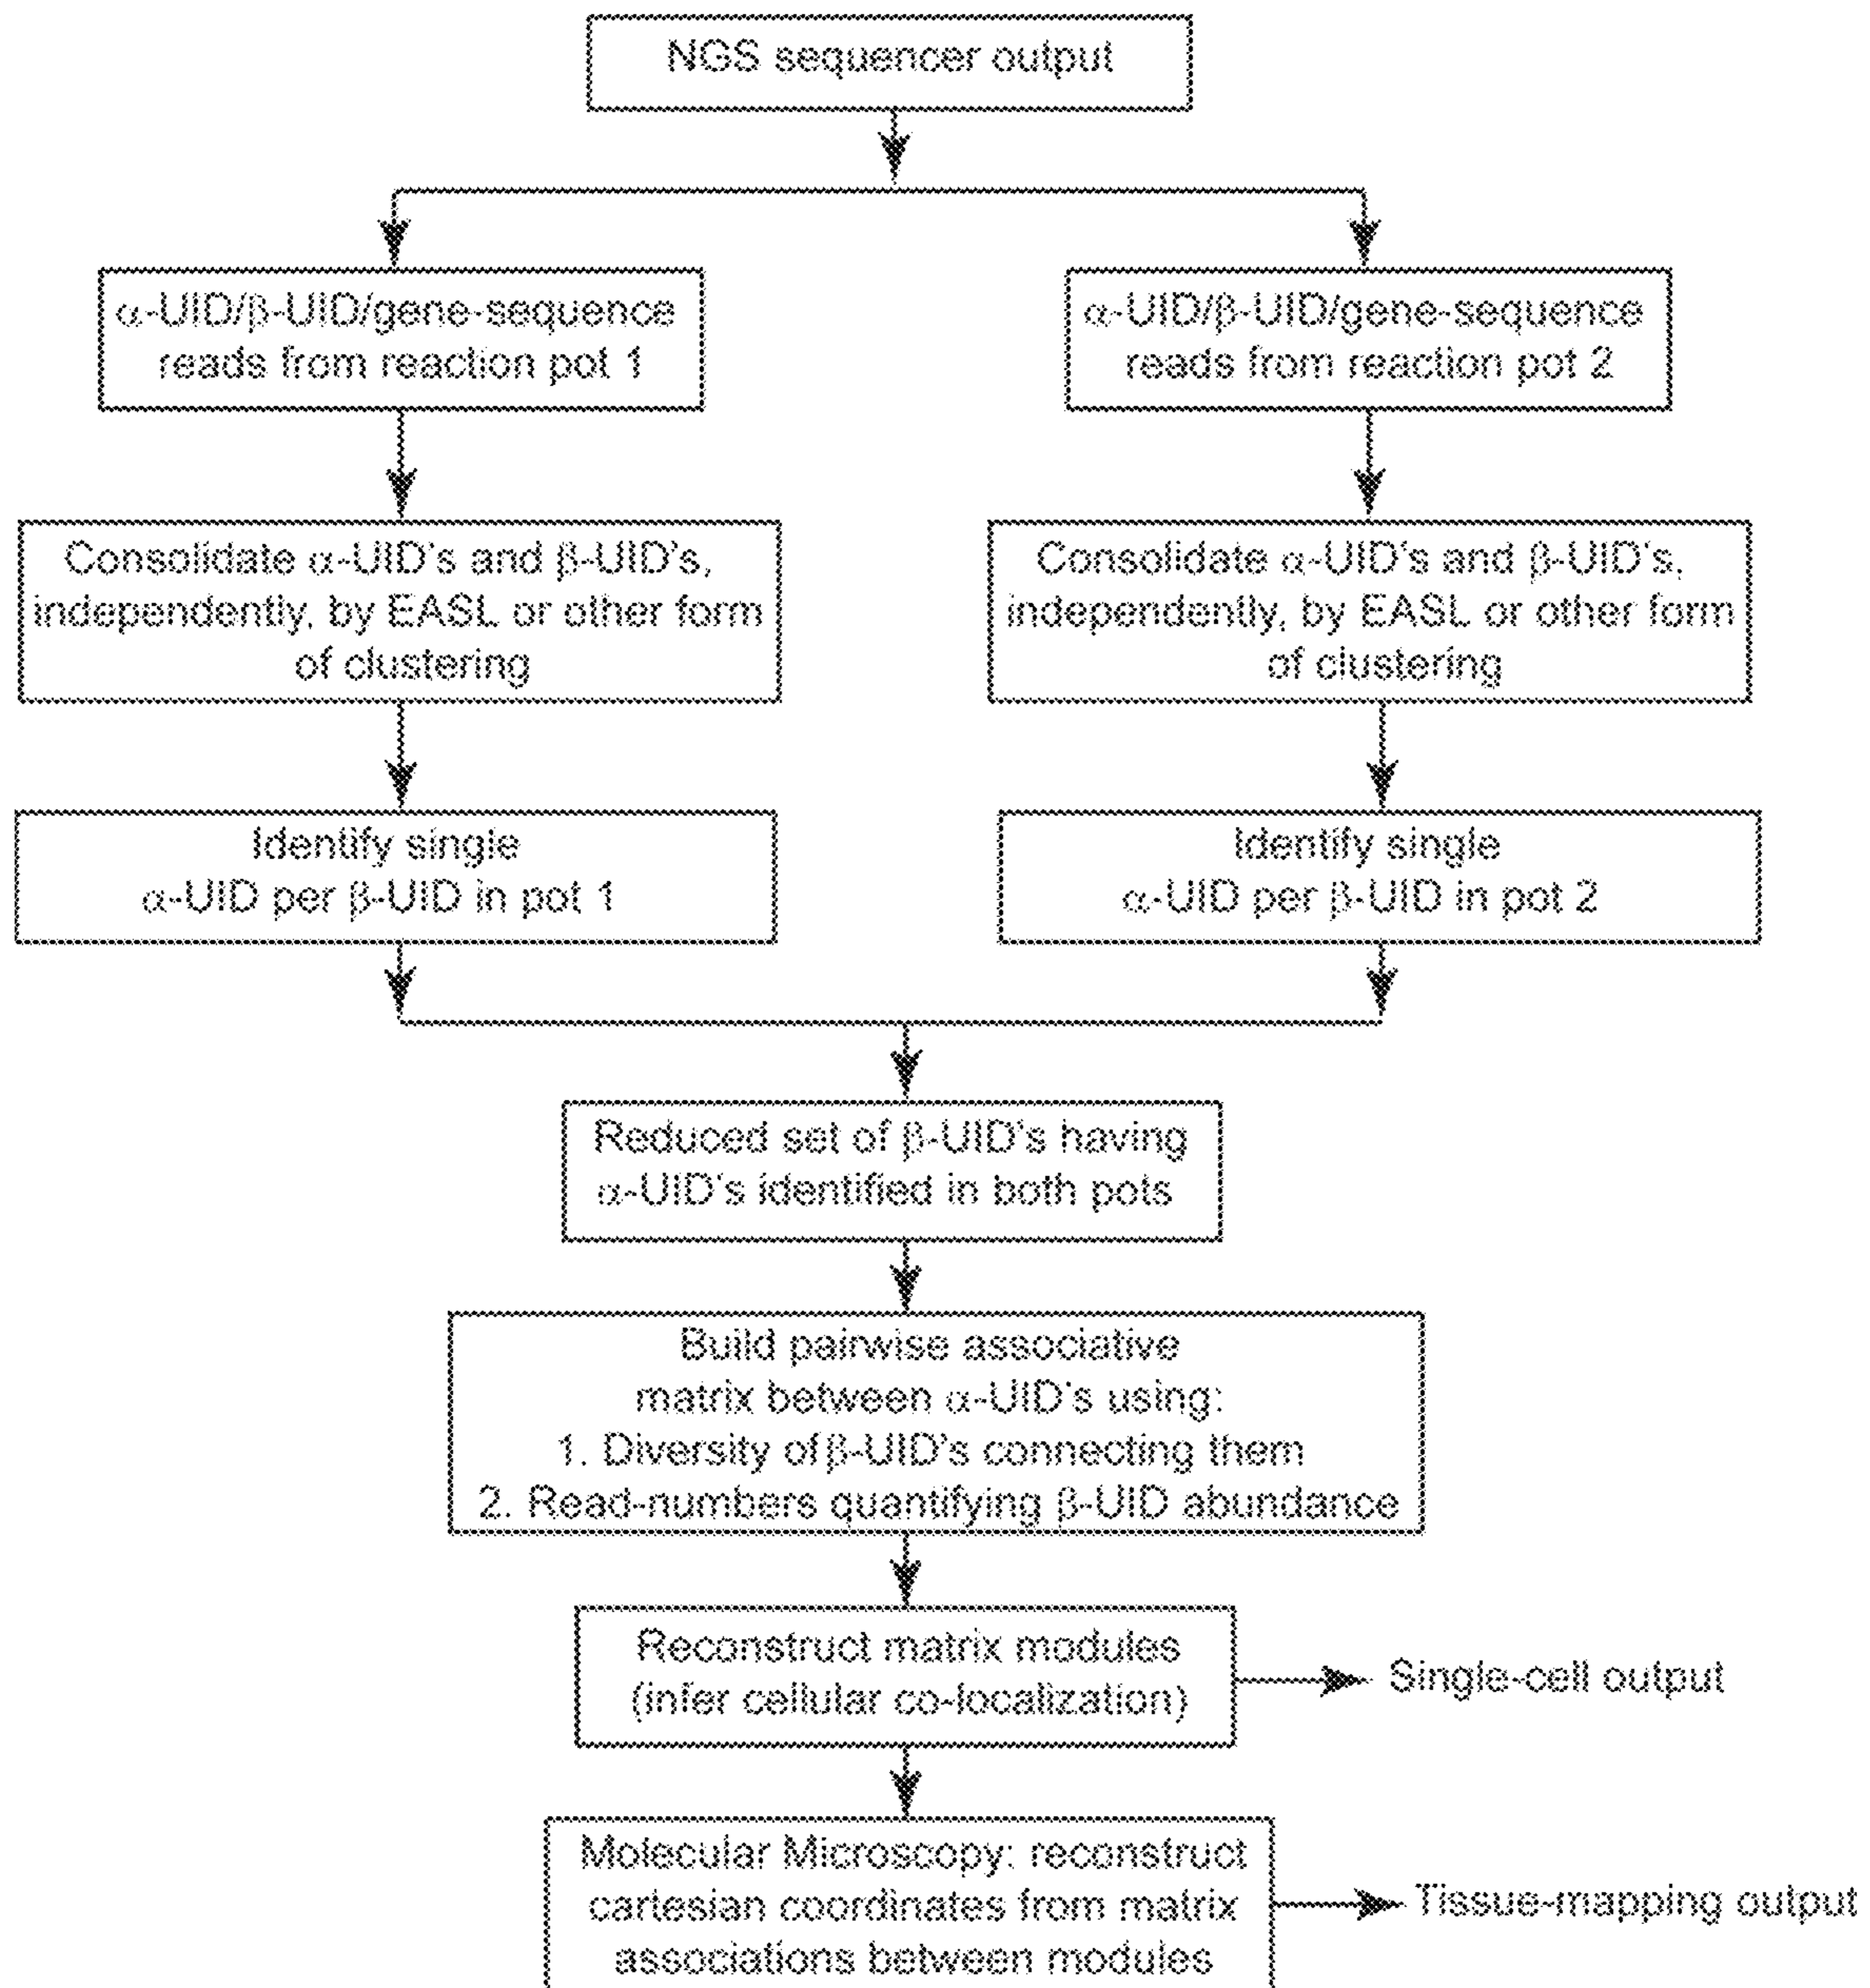 NGS sequencer output
α-UID/β-UID/gene-sequence
reads from reaction pot 1
α-UID/β-UID/gene-sequence
reads from reaction pot 2
Consolidate α-UID's and β-UID's,
independently, by EASL or other form
of clustering
Consolidate α-UID's and β-UID's,
independently, by EASL or other form
of clustering
Identify single
α-UID per β-UID in pot 1
Identify single
α-UID per β-UID in pot 2
Reduced set of β-UID's having
α-UID's identified in both pots
Build pairwise associative
matrix between α-UID's using:
1. Diversity of β-UID's connecting them
2. Read-numbers quantifying β-UID abundance
Reconstruct matrix modules
(infer cellular co-localization)
Single-cell output
Molecular Microscopy: reconstruct
cartesian coordinates from matrix
associations between modules
Tissue-mapping output